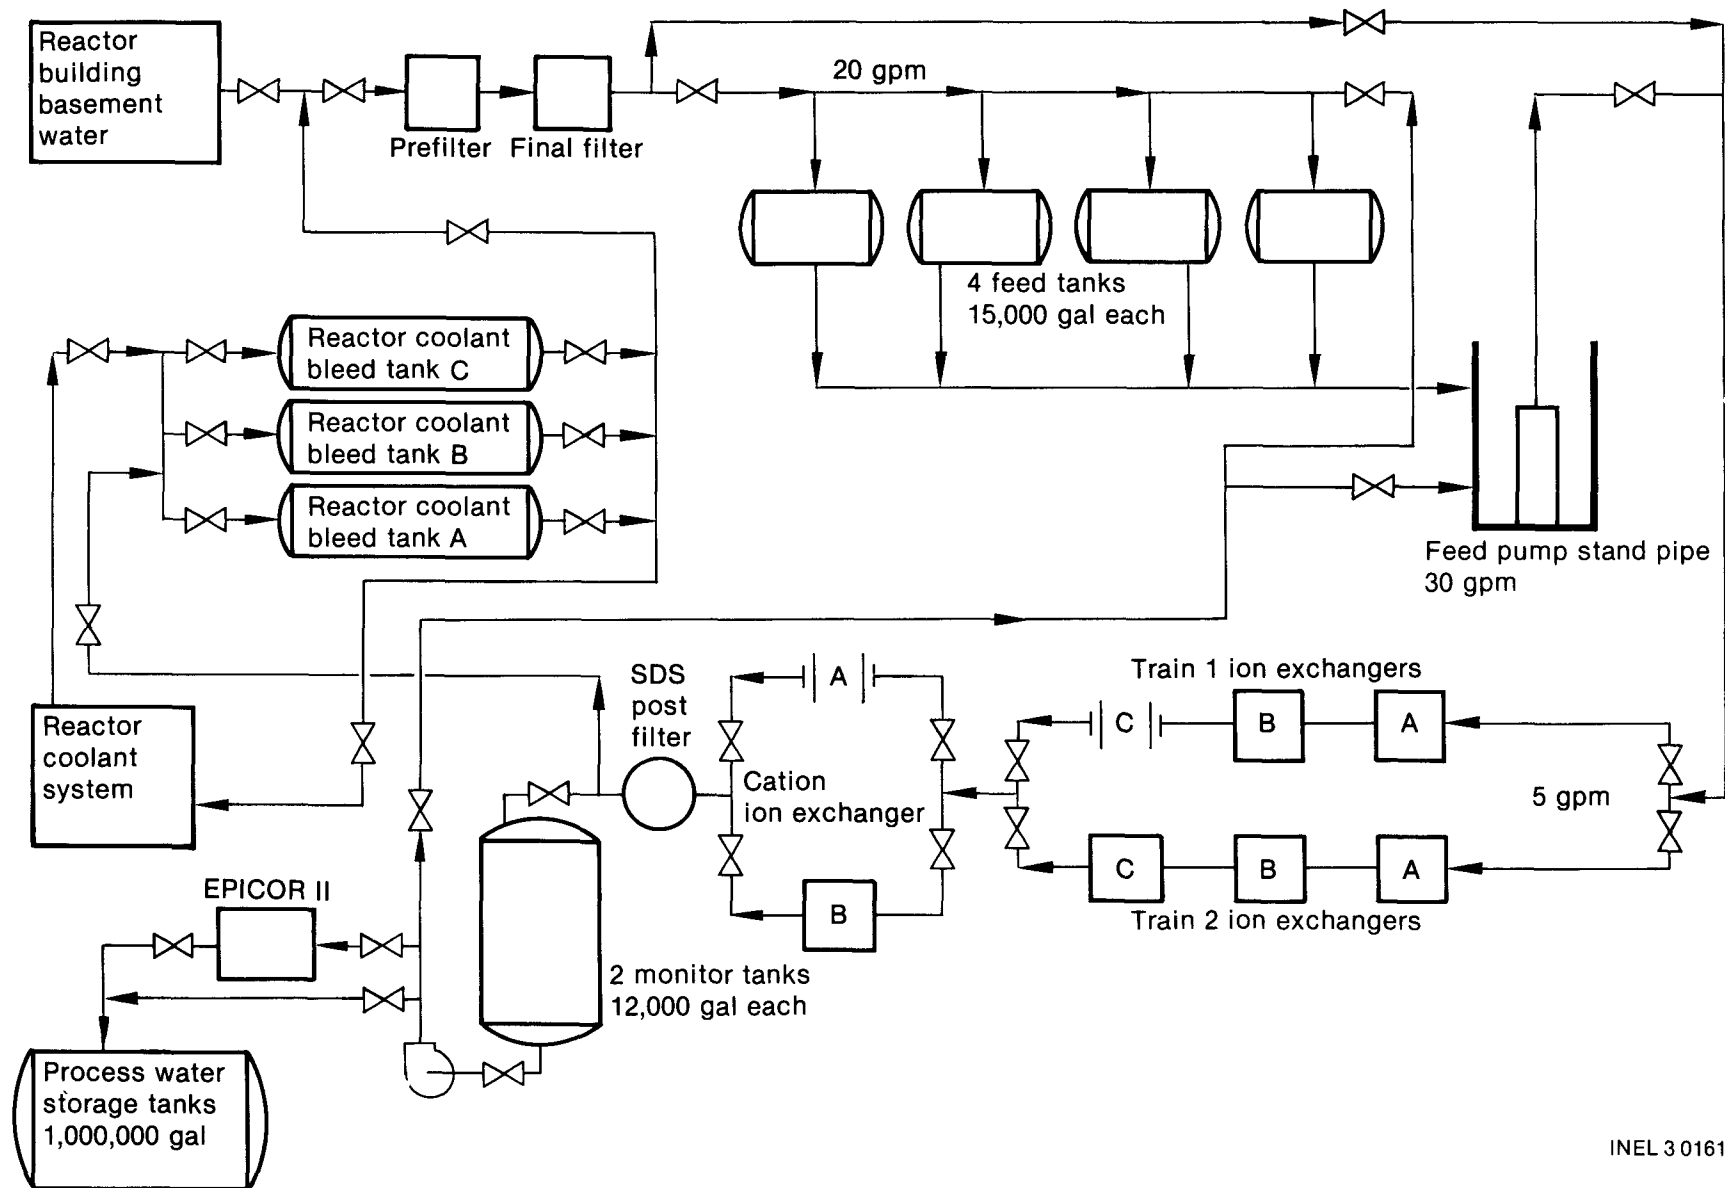 Reactor
building
basement
water
Prefilter
Final filter
20 gpm
4 feed tanks
15,000 gal each
Reactor coolant
bleed tank C
Reactor coolant
bleed tank B
Reactor coolant
bleed tank A
Feed pump stand pipe
30 gpm
Reactor
coolant
system
SDS
post
filter
A
Cation
ion exchanger
B
Train 1 ion exchangers
C
B
A
5 gpm
C
B
A
Train 2 ion exchangers
EPICOR II
2 monitor tanks
12,000 gal each
Process water
storage tanks
1,000,000 gal
INEL 3 0161